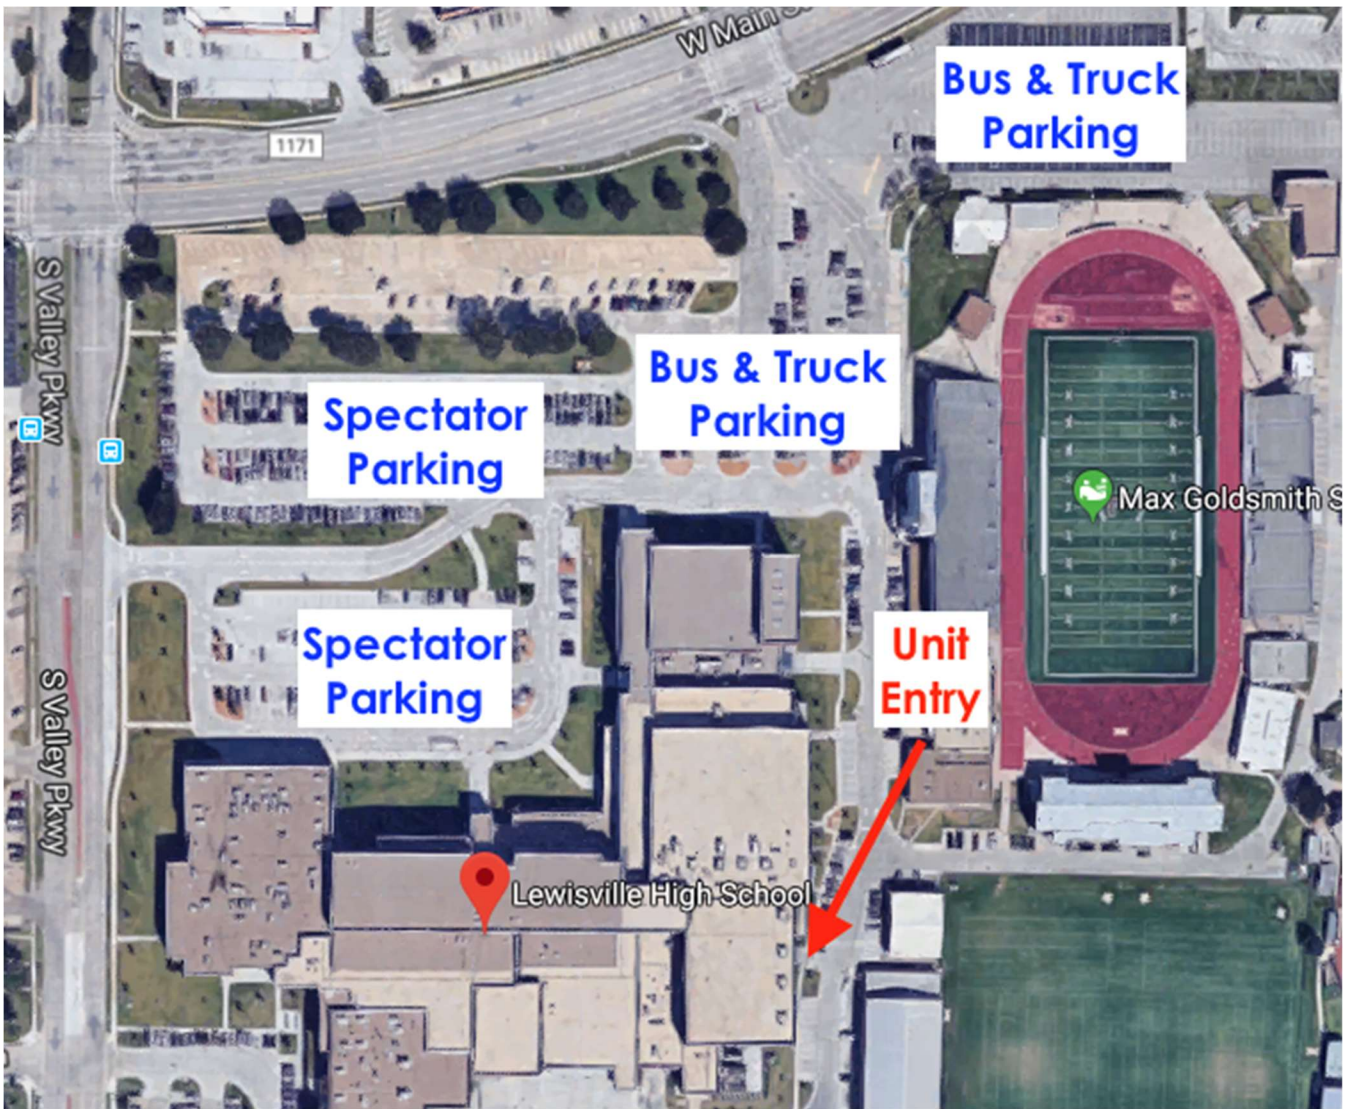 W Main S
Bus & Truck
Parking
1171
S Valley Pkwy
Bus & Truck
Parking
Spectator
Parking
Max Goldsmith S
Spectator
Parking
Unit
Entry
S Valley Pkwy
Lewisville High School